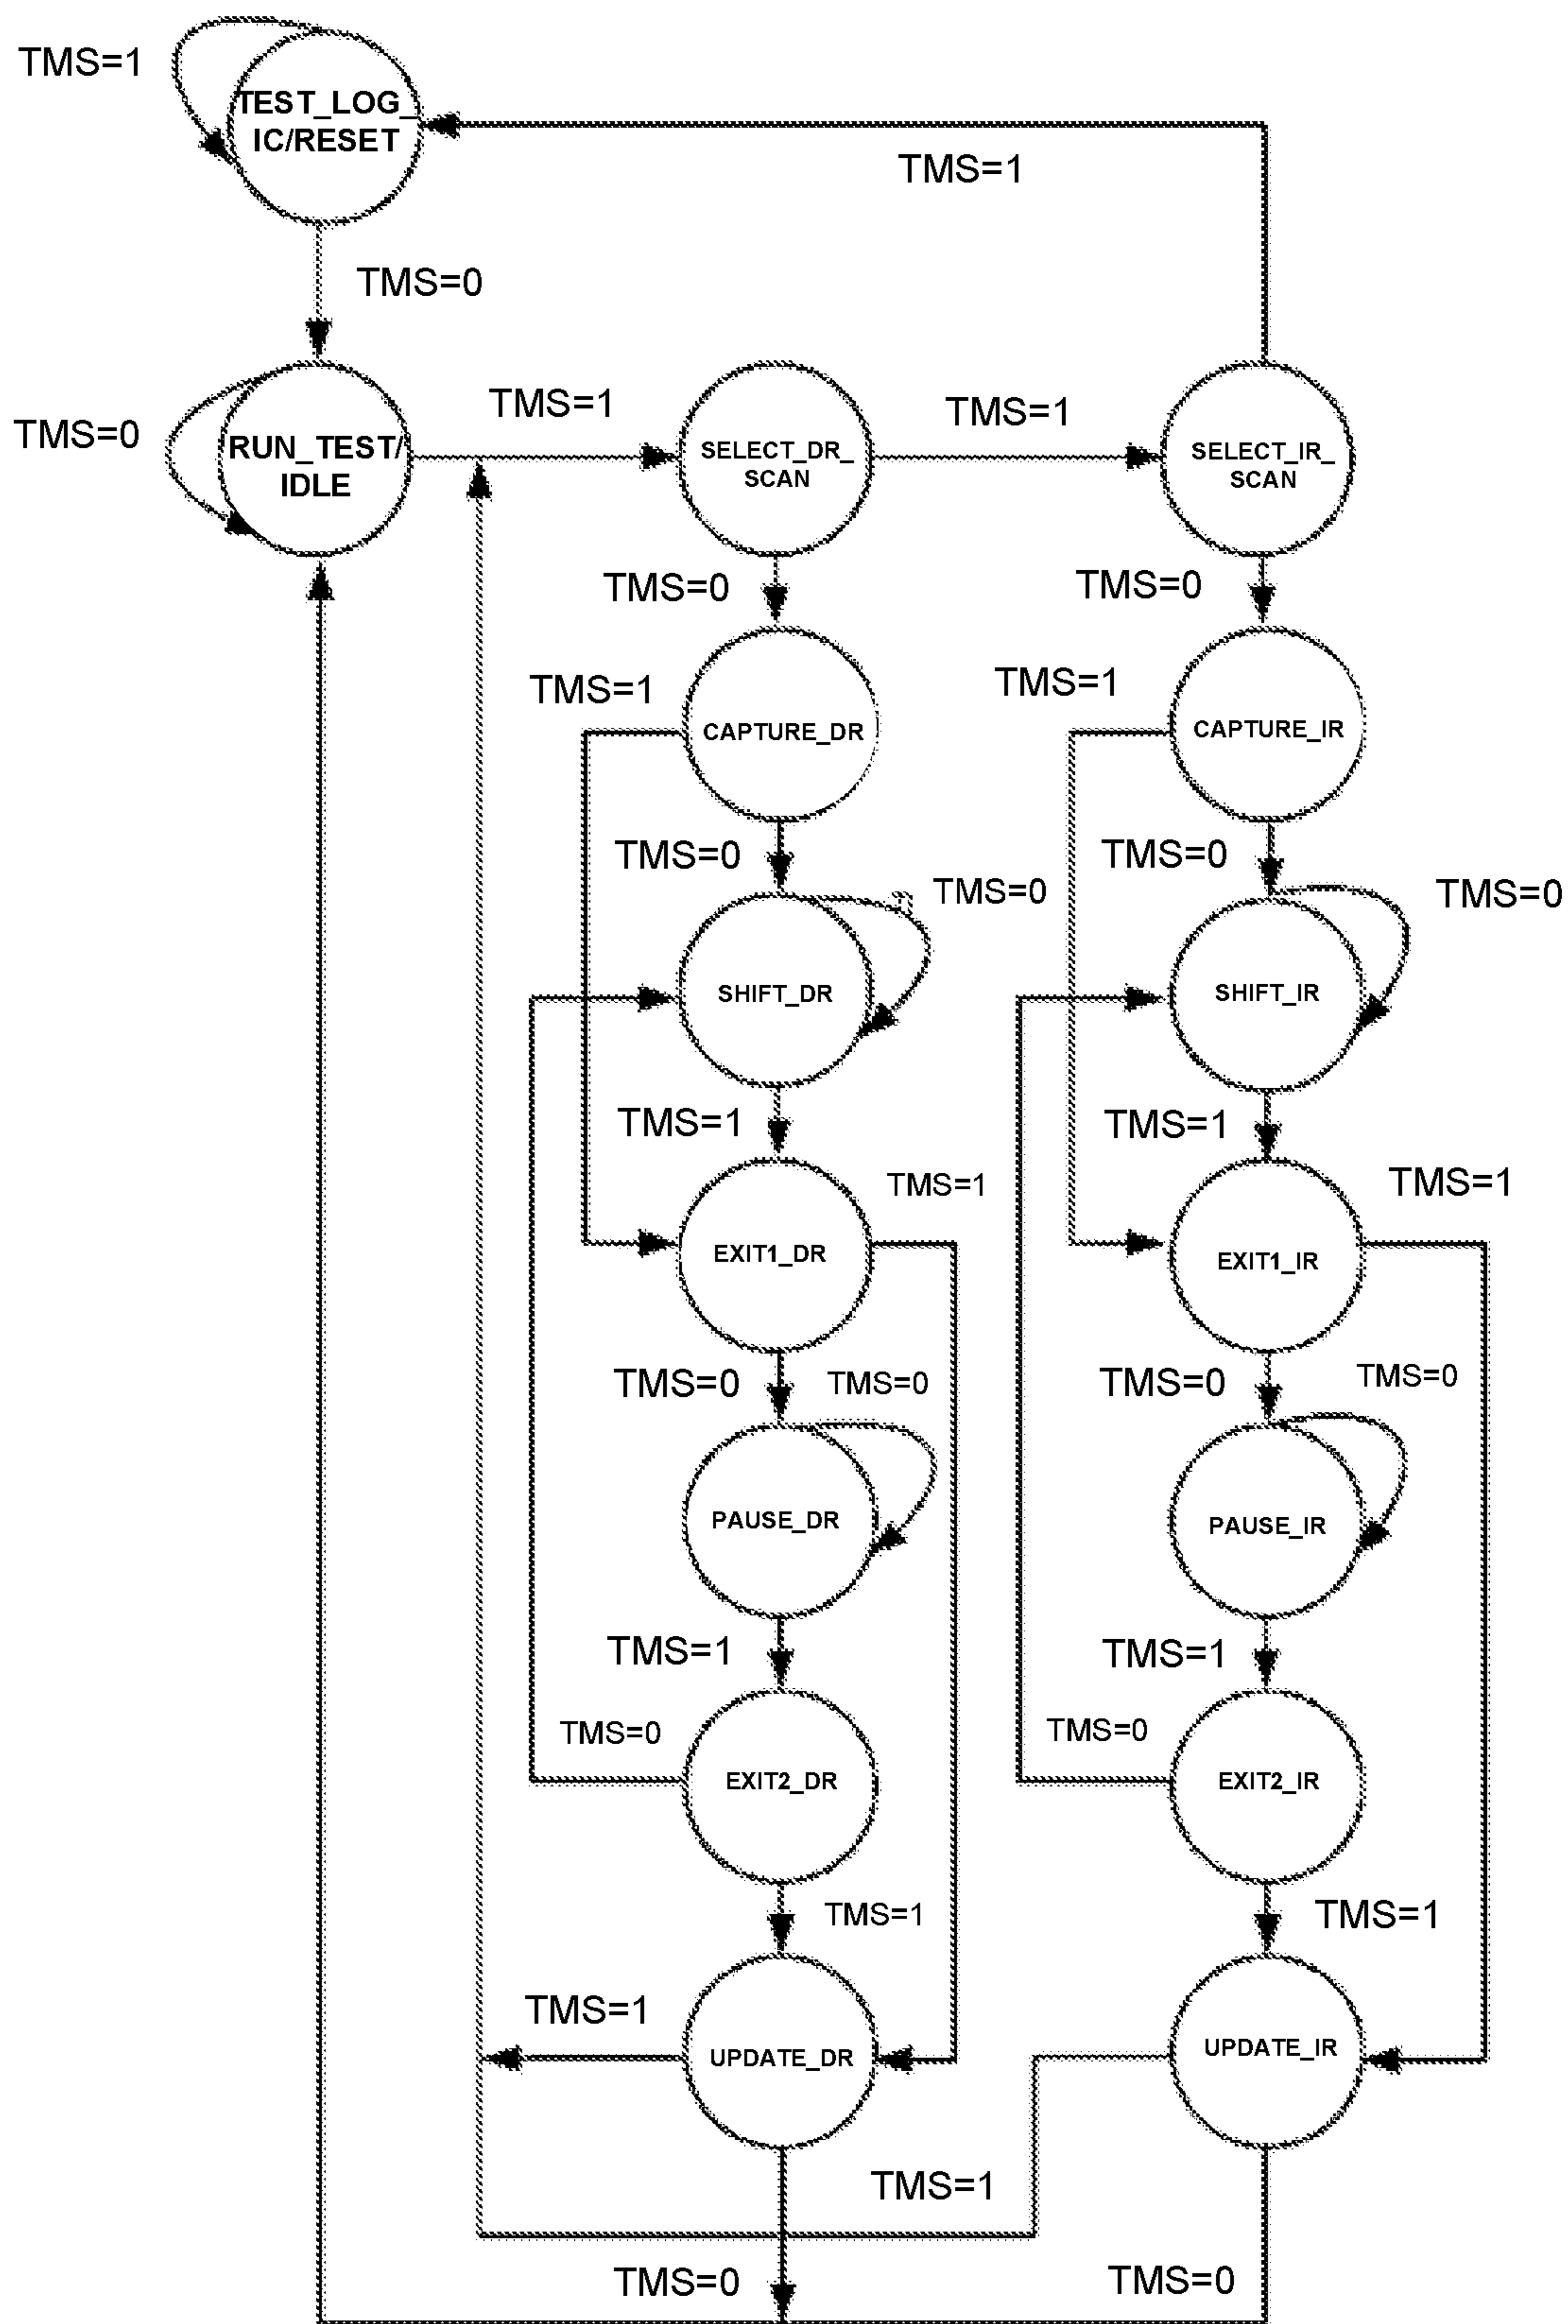 TMS=1
TEST_LOG_
IC/RESET
TMS=1
TMS=0
TMS=1
TMS=1
TMS=0
RUN_TEST/
IDLE
SELECT_DR_
SCAN
SELECT_IR_
SCAN
TMS=0
TMS=0
TMS=1
TMS=1
CAPTURE_DR
CAPTURE_IR
TMS=0
TMS=0
TMS=0
TMS=0
SHIFT_DR
SHIFT_IR
TMS=1
TMS=1
TMS=1
TMS=1
EXIT1_DR
EXIT1_IR
TMS=0
TMS=0
TMS=0
TMS=0
PAUSE_DR
PAUSE_IR
TMS=1
TMS=1
TMS=0
TMS=0
EXIT2_DR
EXIT2_IR
TMS=1
TMS=1
TMS=1
UPDATE_DR
UPDATE_IR
TMS=1
TMS=0
TMS=0